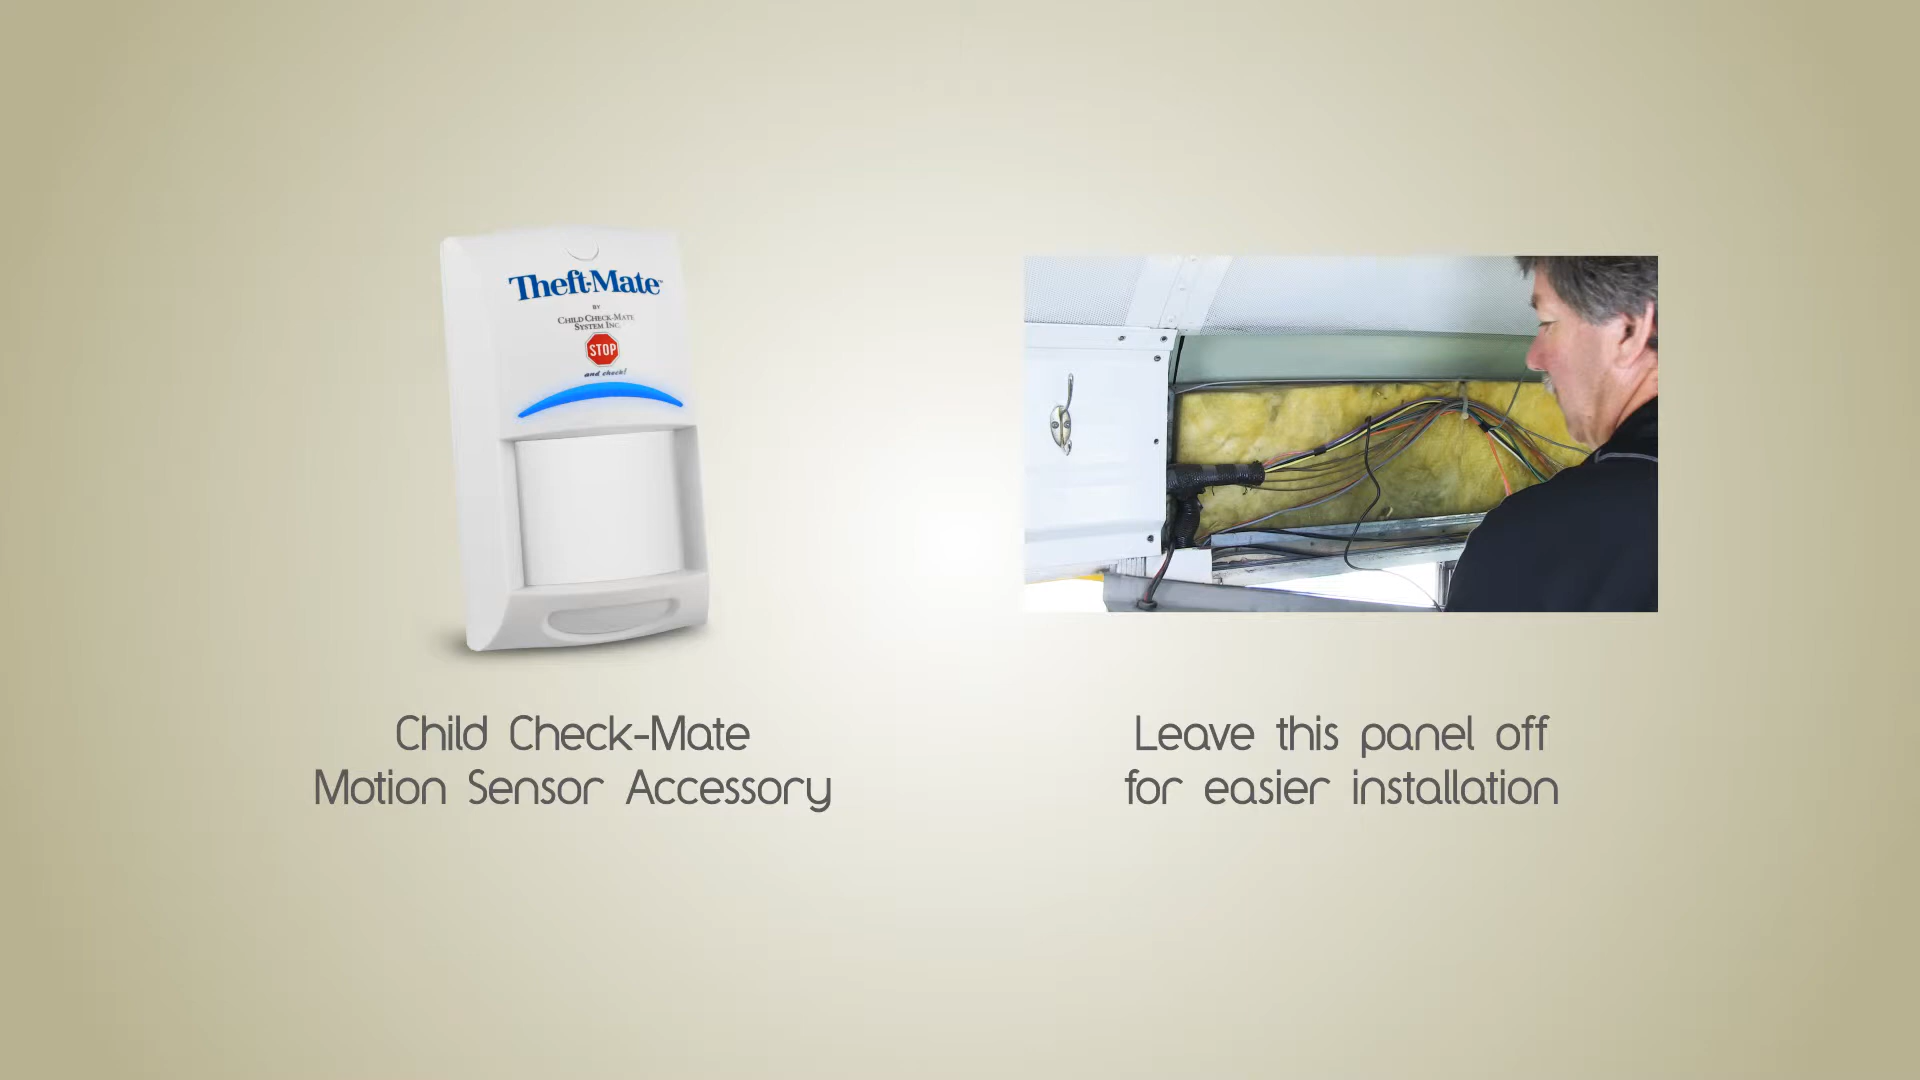 Theft-Mate™
BY
CHILD CHECK-MATE
SYSTEM INC.
STOP
and check!
Child Check-Mate
Motion Sensor Accessory
Leave this panel off
for easier installation